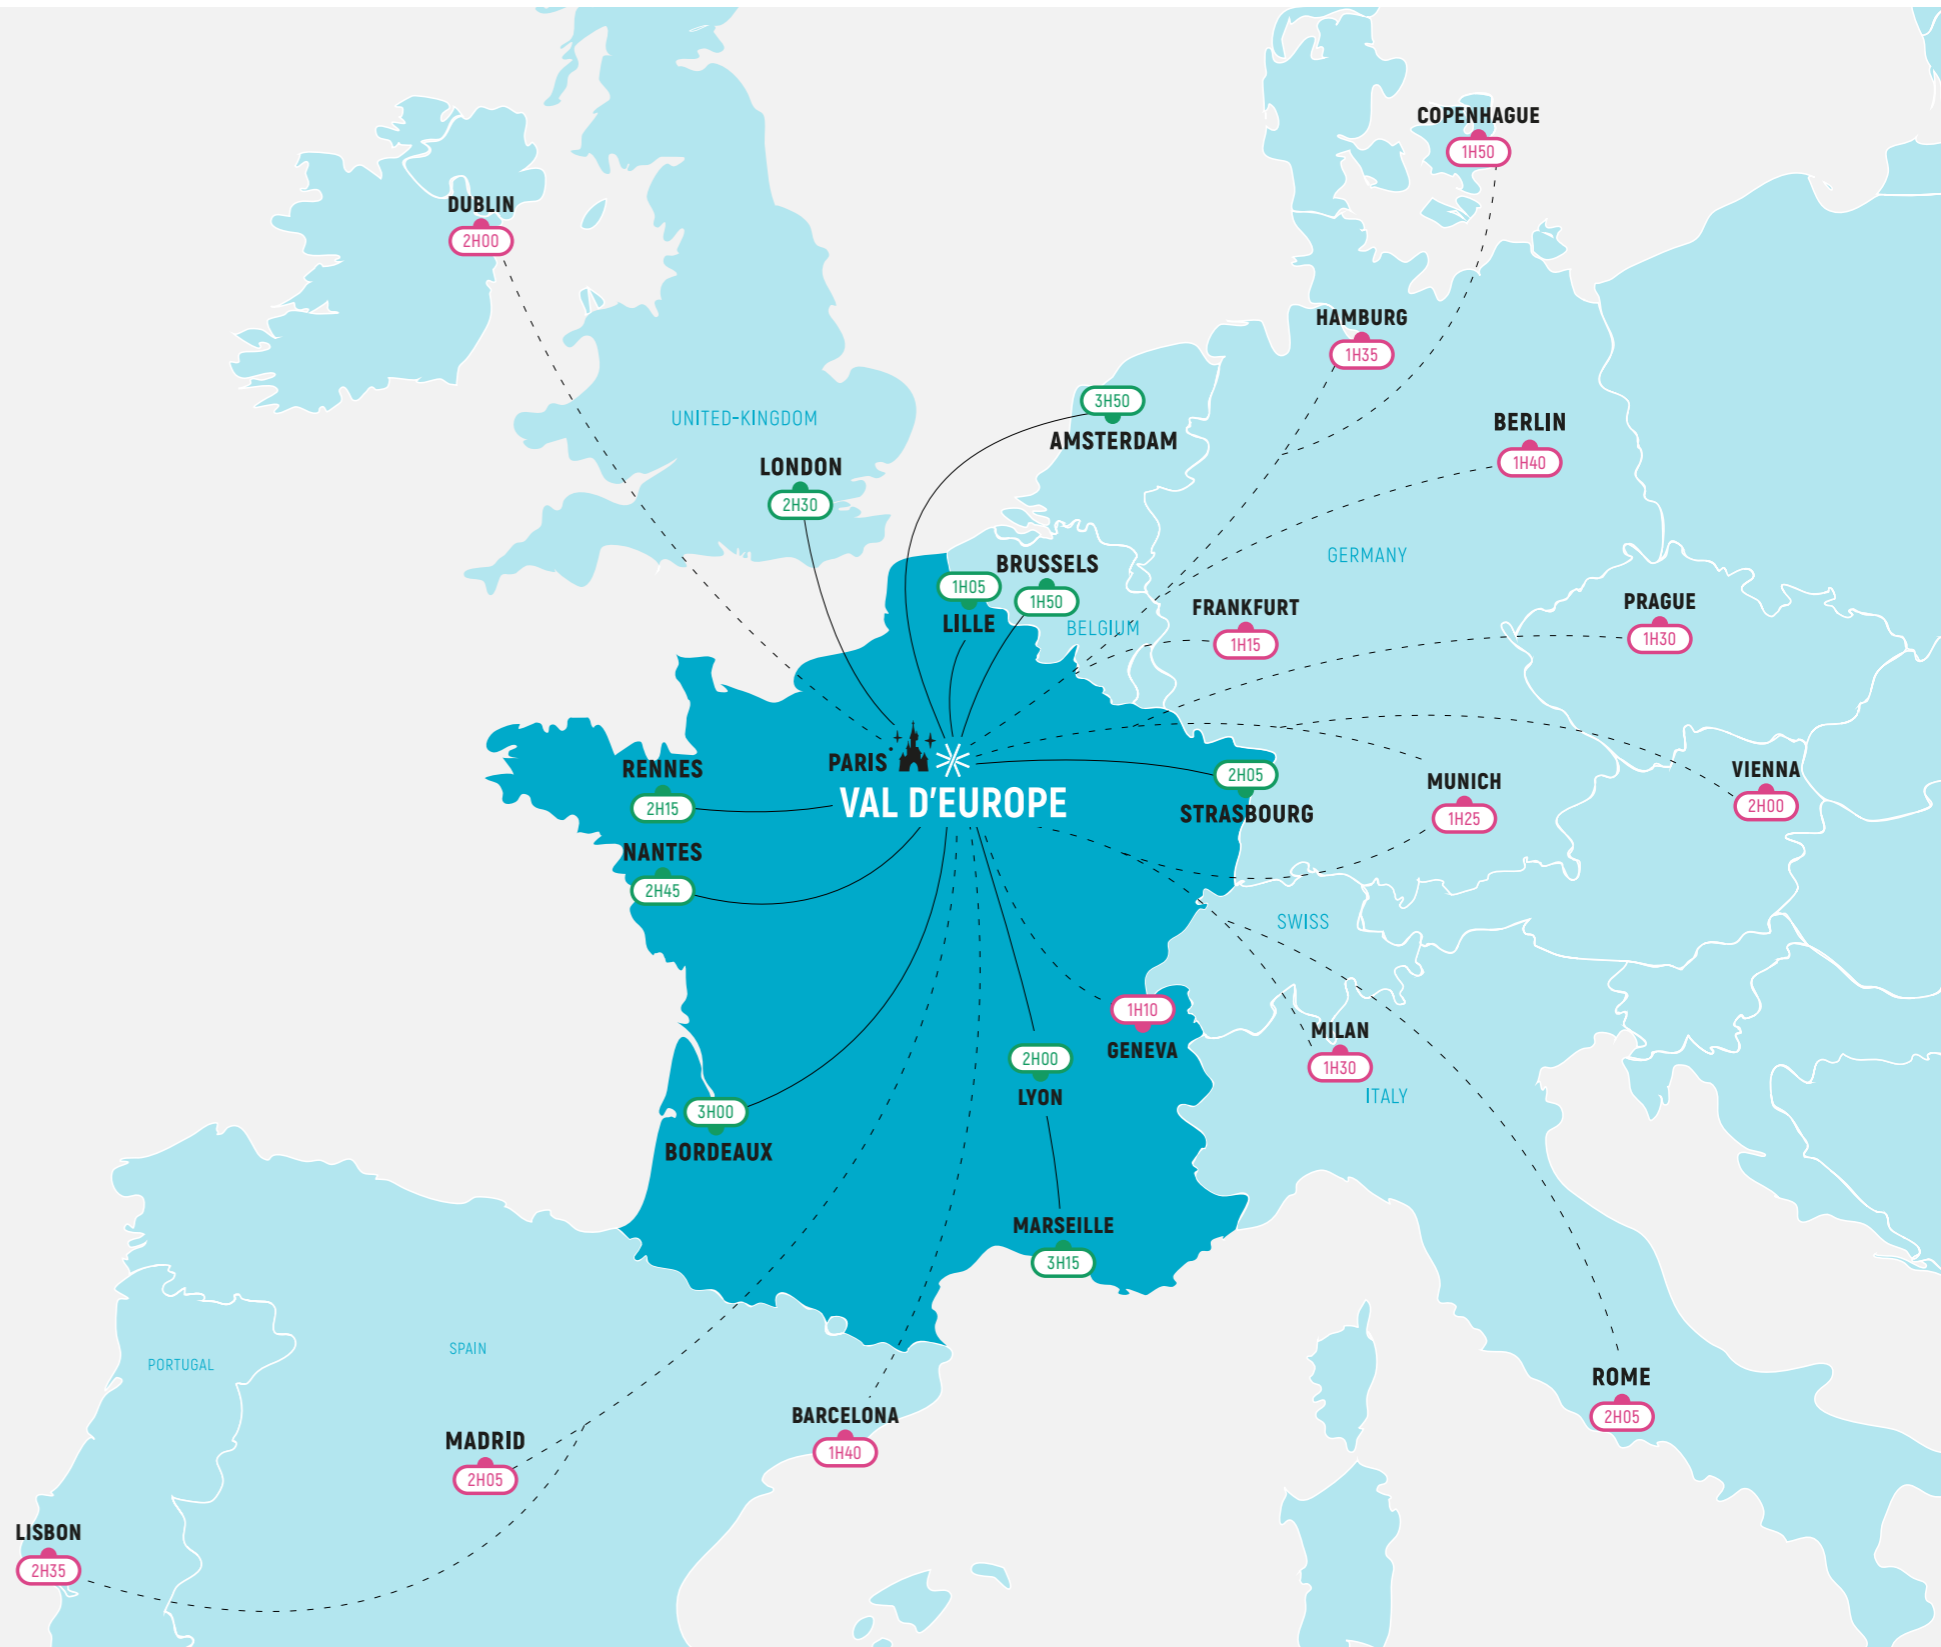 COPENHAGUE
1H50
DUBLIN
2H00
HAMBURG
1H35
3H50
AMSTERDAM
UNITED-KINGDOM
BERLIN
1H40
LONDON
2H30
GERMANY
BRUSSELS
1H50
1H05
LILLE
BELGIUM
FRANKFURT
1H15
PRAGUE
1H30
PARIS
VAL D'EUROPE
RENNES
2H15
2H05
STRASBOURG
MUNICH
1H25
VIENNA
2H00
NANTES
2H45
SWISS
1H10
GENEVA
MILAN
1H30
ITALY
2H00
LYON
3H00
BORDEAUX
MARSEILLE
3H15
SPAIN
PORTUGAL
ROME
2H05
BARCELONA
1H40
MADRID
2H05
LISBON
2H35